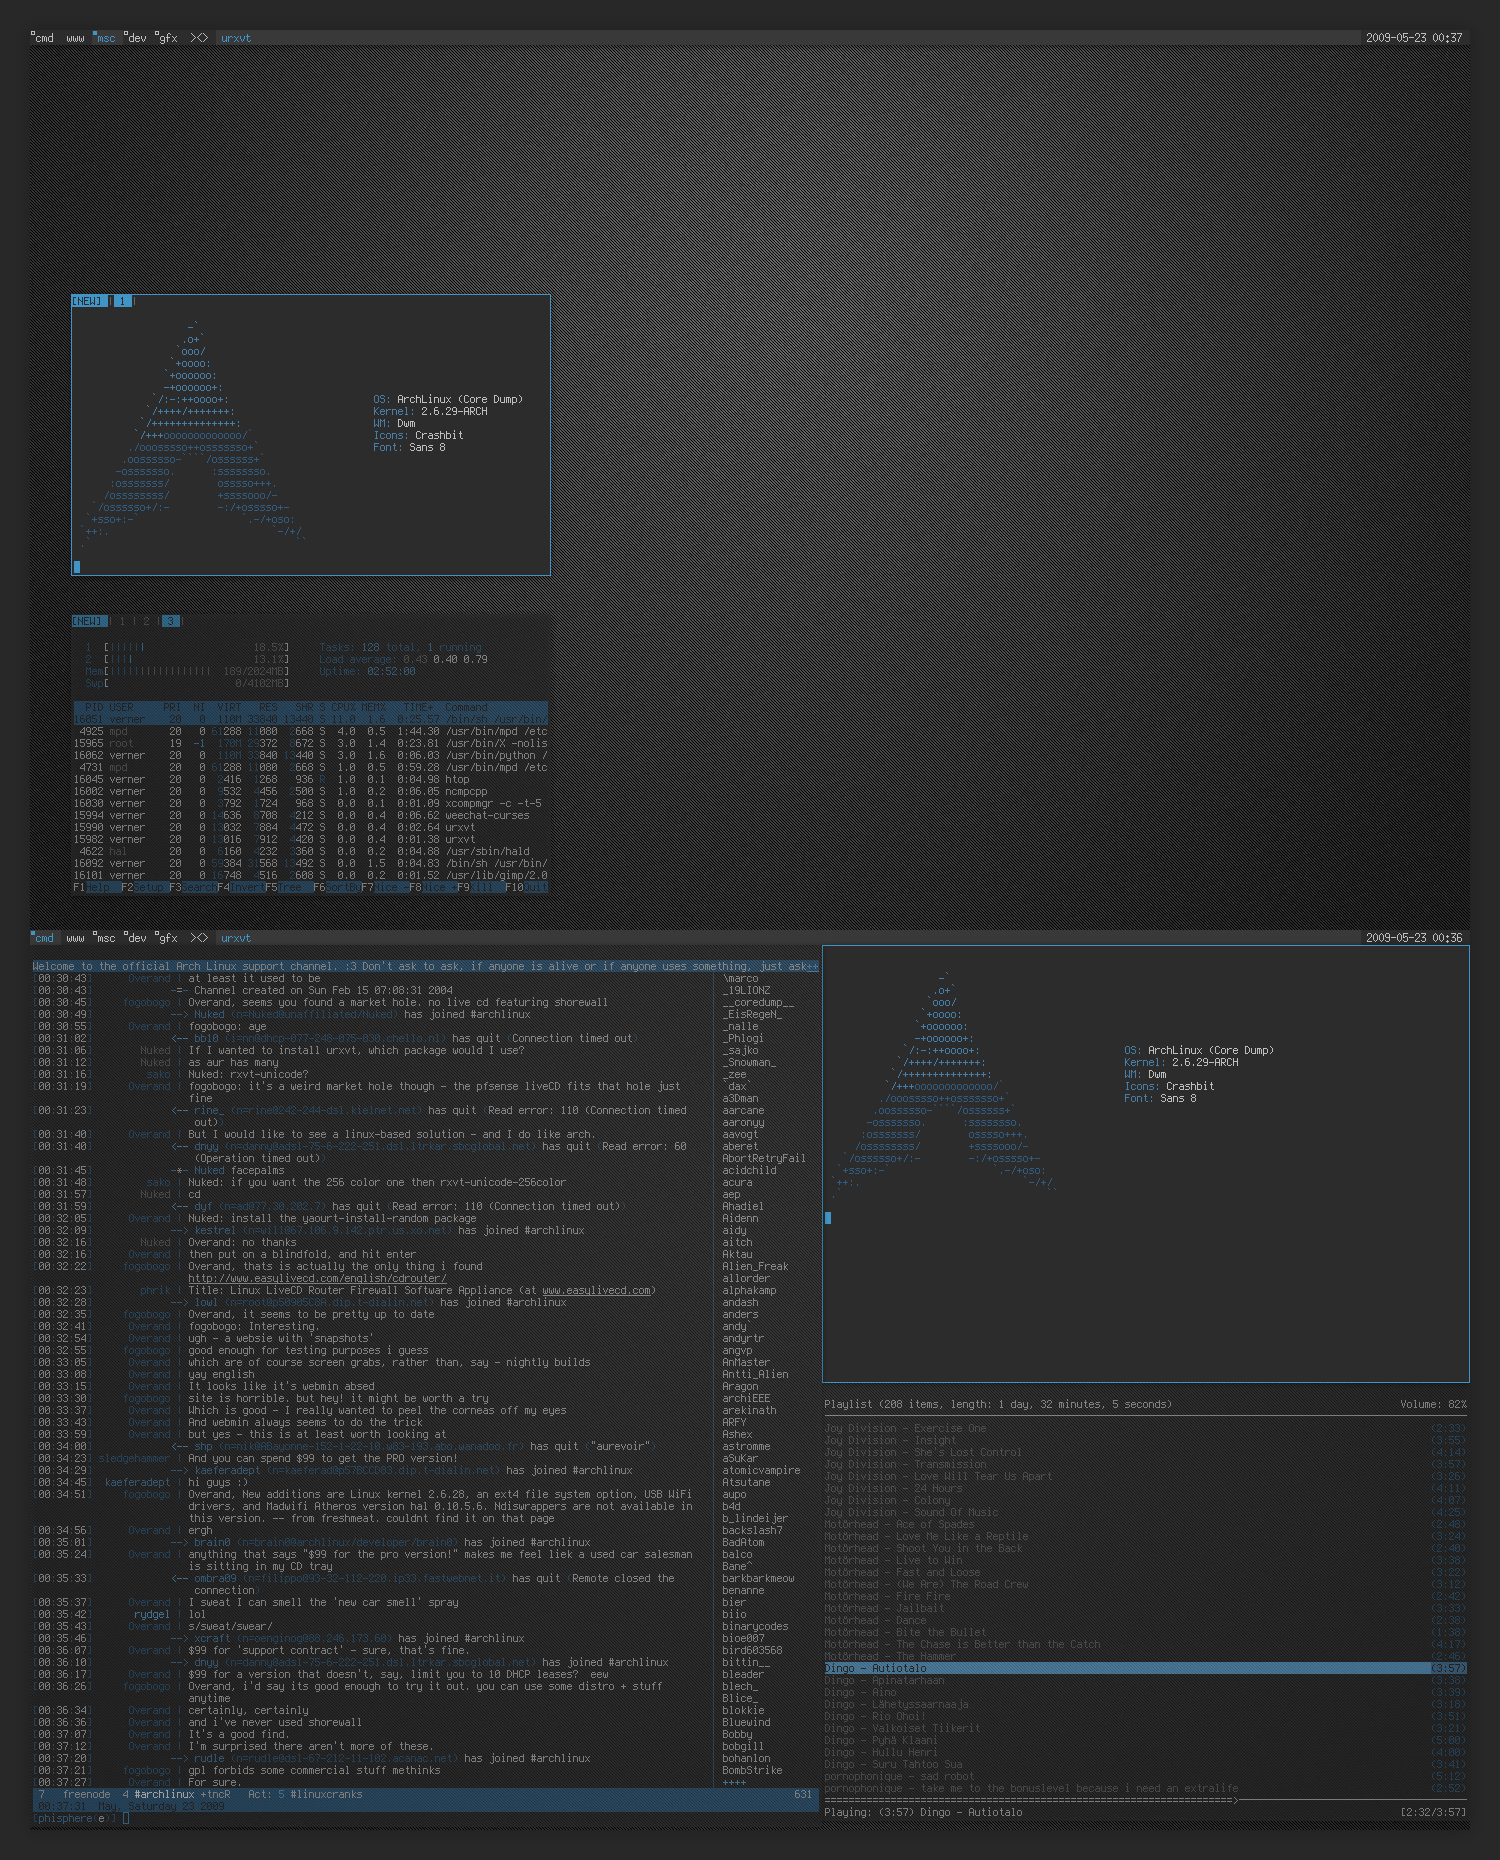 cmd www msc dev gfx ><> urxvt 2009-05-23 00:37
[NEW] | 1 |
OS: ArchLinux (Core Dump)
Kernel: 2.6.29-ARCH
WM: Dwm
Icons: Crashbit
Font: Sans 8
[NEW] | 1 | 2 | 3 |
1 [|||||| 18.5%] Tasks: 128 total, 1 running
2 [|||| 13.1%] Load average: 0.43 0.40 0.79
Mem[||||||||||||||||| 189/2024MB] Uptime: 02:52:00
Swp[ 0/4102MB]
PID USER PRI NI VIRT RES SHR S CPU% MEM% TIME+ Command
16051 verner 20 0 110M 33840 13440 S 11.0 1.6 0:25.57 /bin/sh /usr/bin/
4925 mpd 20 0 61288 11080 2668 S 4.0 0.5 1:44.30 /usr/bin/mpd /etc
15965 root 19 -1 170M 29372 8672 S 3.0 1.4 0:23.81 /usr/bin/X -nolis
16062 verner 20 0 110M 33840 13440 S 3.0 1.6 0:06.03 /usr/bin/python /
4731 mpd 20 0 61288 11080 2668 S 1.0 0.5 0:59.28 /usr/bin/mpd /etc
16045 verner 20 0 2416 1268 936 R 1.0 0.1 0:04.98 htop
16002 verner 20 0 9532 4456 2500 S 1.0 0.2 0:06.05 ncmpcpp
16030 verner 20 0 3792 1724 968 S 0.0 0.1 0:01.09 xcompmgr -c -t-5
15994 verner 20 0 14636 8708 4212 S 0.0 0.4 0:06.62 weechat-curses
15990 verner 20 0 13032 7884 4472 S 0.0 0.4 0:02.64 urxvt
15982 verner 20 0 13016 7912 4420 S 0.0 0.4 0:01.38 urxvt
4622 hal 20 0 6160 4232 3360 S 0.0 0.2 0:04.88 /usr/sbin/hald
16092 verner 20 0 59384 31568 13492 S 0.0 1.5 0:04.83 /bin/sh /usr/bin/
16101 verner 20 0 16748 4516 2608 S 0.0 0.2 0:01.52 /usr/lib/gimp/2.0
F1Help F2Setup F3SearchF4InvertF5Tree F6SortByF7Nice -F8Nice +F9Kill F10Quit
cmd www msc dev gfx ><> urxvt 2009-05-23 00:36
Welcome to the official Arch Linux support channel. :3 Don't ask to ask, if anyone is alive or if anyone uses something, just ask++
[00:30:43] Overand | at least it used to be
[00:30:43] -=- Channel created on Sun Feb 15 07:08:31 2004
[00:30:45] fogobogo | Overand, seems you found a market hole. no live cd featuring shorewall
[00:30:49] --> Nuked (n=Nuked@unaffiliated/Nuked) has joined #archlinux
[00:30:55] Overand | fogobogo: aye
[00:31:02] <-- bb10 has quit (Connection timed out)
[00:31:06] Nuked | If I wanted to install urxvt, which package would I use?
[00:31:12] Nuked | as aur has many
[00:31:16] sako | Nuked: rxvt-unicode?
[00:31:19] Overand | fogobogo: it's a weird market hole though - the pfsense liveCD fits that hole just
fine
[00:31:23] <-- rine_ (n=rine@242-244-dsl.kielnet.net) has quit (Read error: 110 (Connection timed
out))
[00:31:40] Overand | But I would like to see a linux-based solution - and I do like arch.
[00:31:40] <-- dnyy (n=danny@adsl-75-6-222-251.dsl.ltrkar.sbcglobal.net) has quit (Read error: 60
(Operation timed out))
[00:31:45] -*- Nuked facepalms
[00:31:48] sako | Nuked: if you want the 256 color one then rxvt-unicode-256color
[00:31:57] Nuked | cd
[00:31:59] <-- dyf (n=ad@77.30.202.7) has quit (Read error: 110 (Connection timed out))
[00:32:05] Overand | Nuked: install the yaourt-install-random package
[00:32:09] --> kestrel (n=will@67.106.9.142.ptr.us.xo.net) has joined #archlinux
[00:32:16] Nuked | Overand: no thanks
[00:32:16] Overand | then put on a blindfold, and hit enter
[00:32:22] fogobogo | Overand, thats is actually the only thing i found
http://www.easylivecd.com/english/cdrouter/
[00:32:23] phrik | Title: Linux LiveCD Router Firewall Software Appliance (at www.easylivecd.com)
[00:32:28] --> lowl has joined #archlinux
[00:32:35] fogobogo | Overand, it seems to be pretty up to date
[00:32:41] Overand | fogobogo: Interesting.
[00:32:54] Overand | ugh - a websie with 'snapshots'
[00:32:55] fogobogo | good enough for testing purposes i guess
[00:33:05] Overand | which are of course screen grabs, rather than, say - nightly builds
[00:33:08] Overand | yay english
[00:33:15] Overand | It looks like it's webmin absed
[00:33:30] fogobogo | site is horrible. but hey! it might be worth a try
[00:33:37] Overand | Which is good - I really wanted to peel the corneas off my eyes
[00:33:43] Overand | And webmin always seems to do the trick
[00:33:59] Overand | but yes - this is at least worth looking at
[00:34:00] <-- shp has quit ("aurevoir")
[00:34:23] sledgehammer | And you can spend $99 to get the PRO version!
[00:34:29] --> kaeferadept (n=kaeferad@p57BCCD83.dip.t-dialin.net) has joined #archlinux
[00:34:45] kaeferadept | hi guys :)
[00:34:51] fogobogo | Overand, New additions are Linux kernel 2.6.28, an ext4 file system option, USB WiFi
drivers, and Madwifi Atheros version hal 0.10.5.6. Ndiswrappers are not available in
this version. -- from freshmeat. couldnt find it on that page
[00:34:56] Overand | ergh
[00:35:01] --> brain0 (n=brain0@archlinux/developer/brain0) has joined #archlinux
[00:35:24] Overand | anything that says "$99 for the pro version!" makes me feel liek a used car salesman
is sitting in my CD tray
[00:35:33] <-- ombra09 (n=filippo@93-32-112-220.ip33.fastwebnet.it) has quit (Remote closed the
connection)
[00:35:37] Overand | I sweat I can smell the 'new car smell' spray
[00:35:42] rydgel | lol
[00:35:43] Overand | s/sweat/swear/
[00:35:46] --> xcraft has joined #archlinux
[00:36:07] Overand | $99 for 'support contract' - sure, that's fine.
[00:36:10] --> dnyy (n=danny@adsl-75-6-222-251.dsl.ltrkar.sbcglobal.net) has joined #archlinux
[00:36:17] Overand | $99 for a version that doesn't, say, limit you to 10 DHCP leases? eew
[00:36:26] fogobogo | Overand, i'd say its good enough to try it out. you can use some distro + stuff
anytime
[00:36:34] Overand | certainly, certainly
[00:36:36] Overand | and i've never used shorewall
[00:37:07] Overand | It's a good find.
[00:37:12] Overand | I'm surprised there aren't more of these.
[00:37:20] --> rudle (n=rudle@dsl-67-212-11-102.acanac.net) has joined #archlinux
[00:37:21] fogobogo | gpl forbids some commercial stuff methinks
[00:37:27] Overand | For sure.
7 freenode 4 #archlinux +tncR Act: 5 #linuxcranks 631
00:37:31 May, Saturday 23 2009
[phisphere(e)]
\marco
_19LIONZ
__coredump__
_EisRegeN_
_nalle
_Phlogi
_sajko
_Snowman_
_zee
`dax`
a3Dman
aarcane
aaronyy
aavogt
aberet
AbortRetryFail
acidchild
acura
aep
Ahadiel
Aidenn
aidy
aitch
Aktau
Alien_Freak
allorder
alphakamp
andash
anders
andy
andyrtr
angvp
AnMaster
Antti_Alien
Aragon
archiEEE
arekinath
ARFY
Ashex
astromme
aSuKar
atomicvampire
Atsutane
aupo
b4d
b_lindeijer
backslash7
BadAtom
balco
Bane^
barkbarkmeow
benanne
bier
biio
binarycodes
bioe007
bird603568
bittin__
bleader
blech_
Blice_
blokkie
Bluewind
Bobby
bobgill
bohanlon
BombStrike
++++
OS: ArchLinux (Core Dump)
Kernel: 2.6.29-ARCH
WM: Dwm
Icons: Crashbit
Font: Sans 8
Playlist (208 items, length: 1 day, 32 minutes, 5 seconds) Volume: 82%
Joy Division - Exercise One (2:33)
Joy Division - Insight (3:55)
Joy Division - She's Lost Control (4:14)
Joy Division - Transmission (3:57)
Joy Division - Love Will Tear Us Apart (3:26)
Joy Division - 24 Hours (4:11)
Joy Division - Colony (4:07)
Joy Division - Sound Of Music (4:25)
Motörhead - Ace of Spades (2:48)
Motörhead - Love Me Like a Reptile (3:24)
Motörhead - Shoot You in the Back (2:40)
Motörhead - Live to Win (3:38)
Motörhead - Fast and Loose (3:22)
Motörhead - (We Are) The Road Crew (3:12)
Motörhead - Fire Fire (2:42)
Motörhead - Jailbait (3:33)
Motörhead - Dance (2:38)
Motörhead - Bite the Bullet (1:38)
Motörhead - The Chase is Better than the Catch (4:17)
Motörhead - The Hammer (2:46)
Dingo - Autiotalo (3:57)
Dingo - Apinatarhaan (3:38)
Dingo - Aino (3:39)
Dingo - Lähetyssaarnaaja (3:18)
Dingo - Rio Ohoi! (3:51)
Dingo - Valkoiset Tiikerit (3:21)
Dingo - Pyhä Klaani (5:00)
Dingo - Hullu Henri (4:00)
Dingo - Suru Tahtoo Sua (3:41)
pornophonique - sad robot (5:12)
pornophonique - take me to the bonuslevel because i need an extralife (2:52)
Playing: (3:57) Dingo - Autiotalo [2:32/3:57]